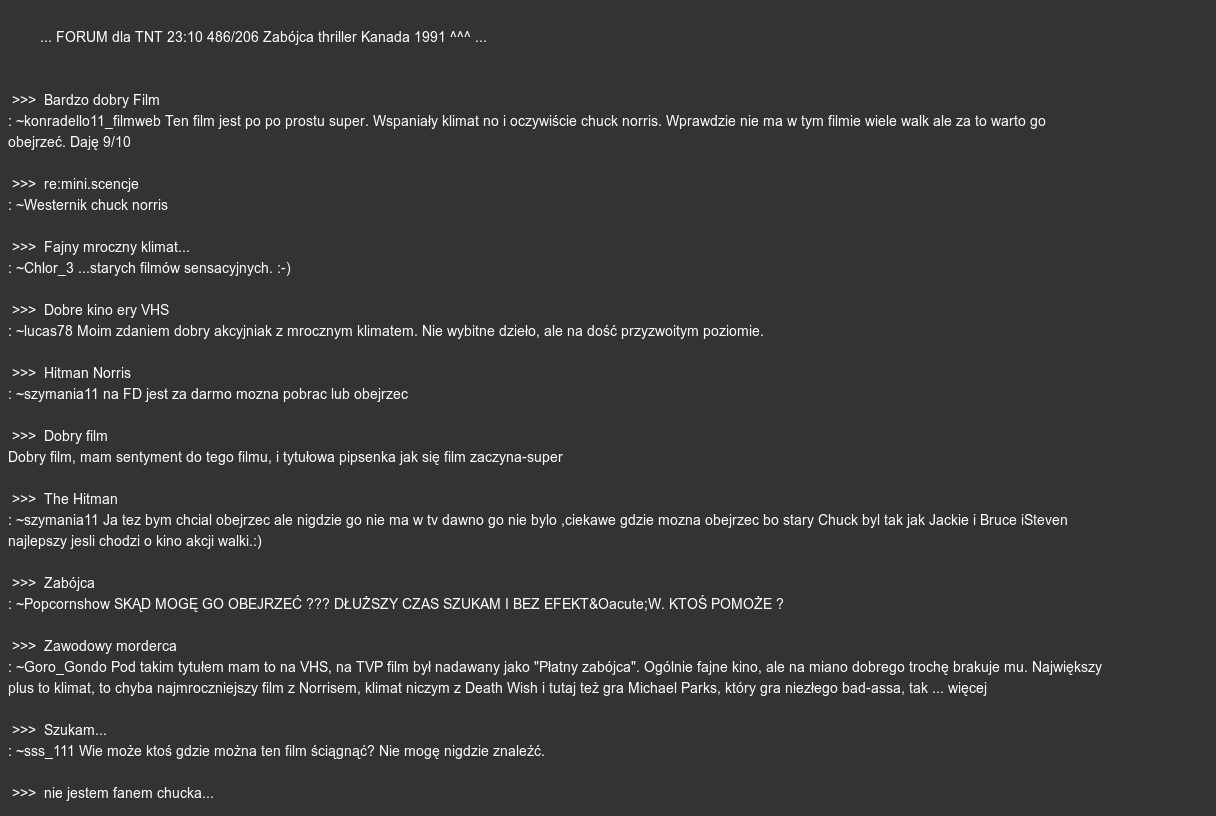 ... FORUM dla TNT 23:10 486/206 Zabójca thriller Kanada 1991 ^^^ ...
>>> Bardzo dobry Film
: ~konradello11_filmweb Ten film jest po po prostu super. Wspaniały klimat no i oczywiście chuck norris. Wprawdzie nie ma w tym filmie wiele walk ale za to warto go
obejrzeć. Daję 9/10
>>> re:mini.scencje
: ~Westernik chuck norris
>>> Fajny mroczny klimat...
: ~Chlor_3 ...starych filmów sensacyjnych. :-)
>>> Dobre kino ery VHS
: ~lucas78 Moim zdaniem dobry akcyjniak z mrocznym klimatem. Nie wybitne dzieło, ale na dość przyzwoitym poziomie.
>>> Hitman Norris
: ~szymania11 na FD jest za darmo mozna pobrac lub obejrzec
>>> Dobry film
Dobry film, mam sentyment do tego filmu, i tytułowa pipsenka jak się film zaczyna-super
>>> The Hitman
: ~szymania11 Ja tez bym chcial obejrzec ale nigdzie go nie ma w tv dawno go nie bylo ,ciekawe gdzie mozna obejrzec bo stary Chuck byl tak jak Jackie i Bruce iSteven
najlepszy jesli chodzi o kino akcji walki.:)
>>> Zabójca
: ~Popcornshow SKĄD MOGĘ GO OBEJRZEĆ ??? DŁUŻSZY CZAS SZUKAM I BEZ EFEKT&Oacute;W. KTOŚ POMOŻE ?
>>> Zawodowy morderca
: ~Goro_Gondo Pod takim tytułem mam to na VHS, na TVP film był nadawany jako "Płatny zabójca". Ogólnie fajne kino, ale na miano dobrego trochę brakuje mu. Największy
plus to klimat, to chyba najmroczniejszy film z Norrisem, klimat niczym z Death Wish i tutaj też gra Michael Parks, który gra niezłego bad-assa, tak ... więcej
>>> Szukam...
: ~sss_111 Wie może ktoś gdzie można ten film ściągnąć? Nie mogę nigdzie znaleźć.
>>> nie jestem fanem chucka...